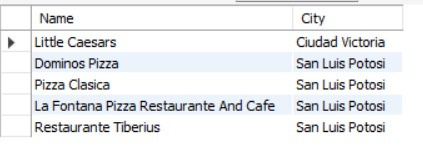 Name City
Little Caesars Ciudad Victoria
Dominos Pizza San Luis Potosi
Pizza Clasica San Luis Potosi
La Fontana Pizza Restaurante And Cafe San Luis Potosi
Restaurante Tiberius San Luis Potosi